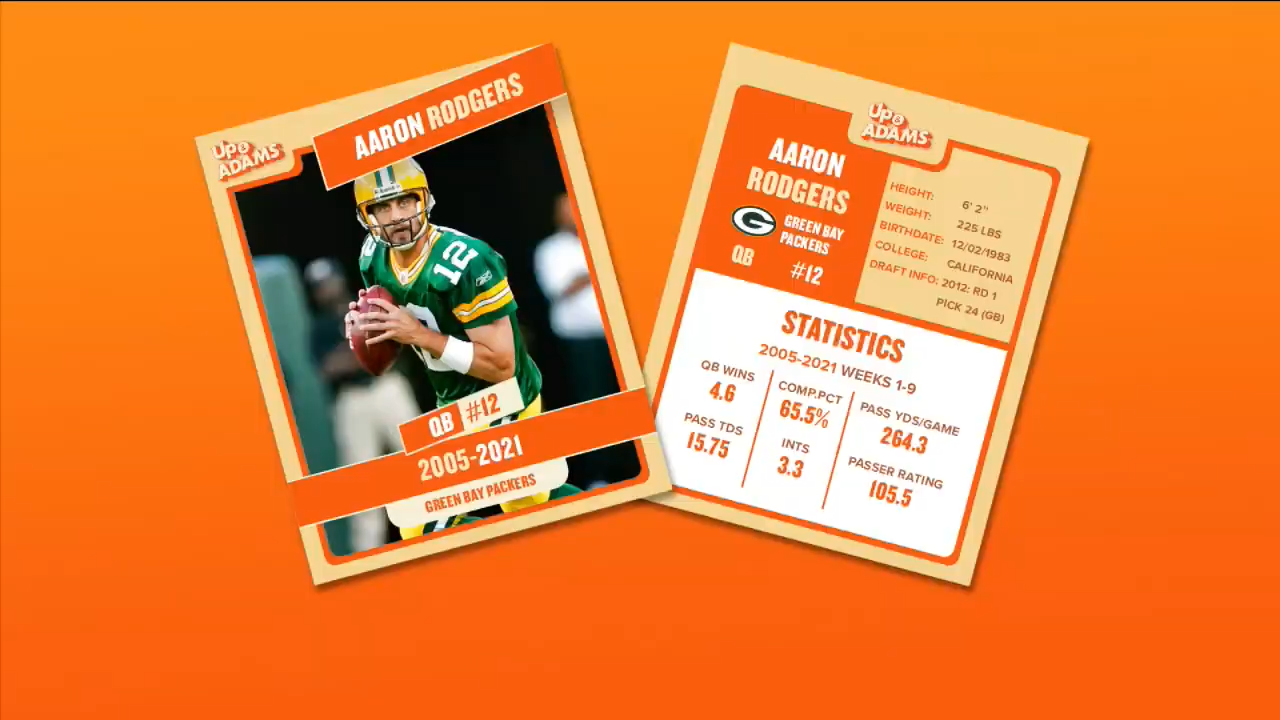 UP &
ADAMS
AARON RODGERS
12
QB #12
2005-2021
GREEN BAY PACKERS
UP &
ADAMS
AARON
RODGERS
G
GREEN BAY
PACKERS
QB
#12
HEIGHT: 6' 2"
WEIGHT: 225 LBS
BIRTHDATE: 12/02/1983
COLLEGE: CALIFORNIA
DRAFT INFO: 2012: RD 1
PICK 24 (GB)
STATISTICS
2005-2021 WEEKS 1-9
QB WINS
4.6
COMP.PCT
65.5%
PASS YDS/GAME
264.3
PASS TDS
15.75
INTS
3.3
PASSER RATING
105.5